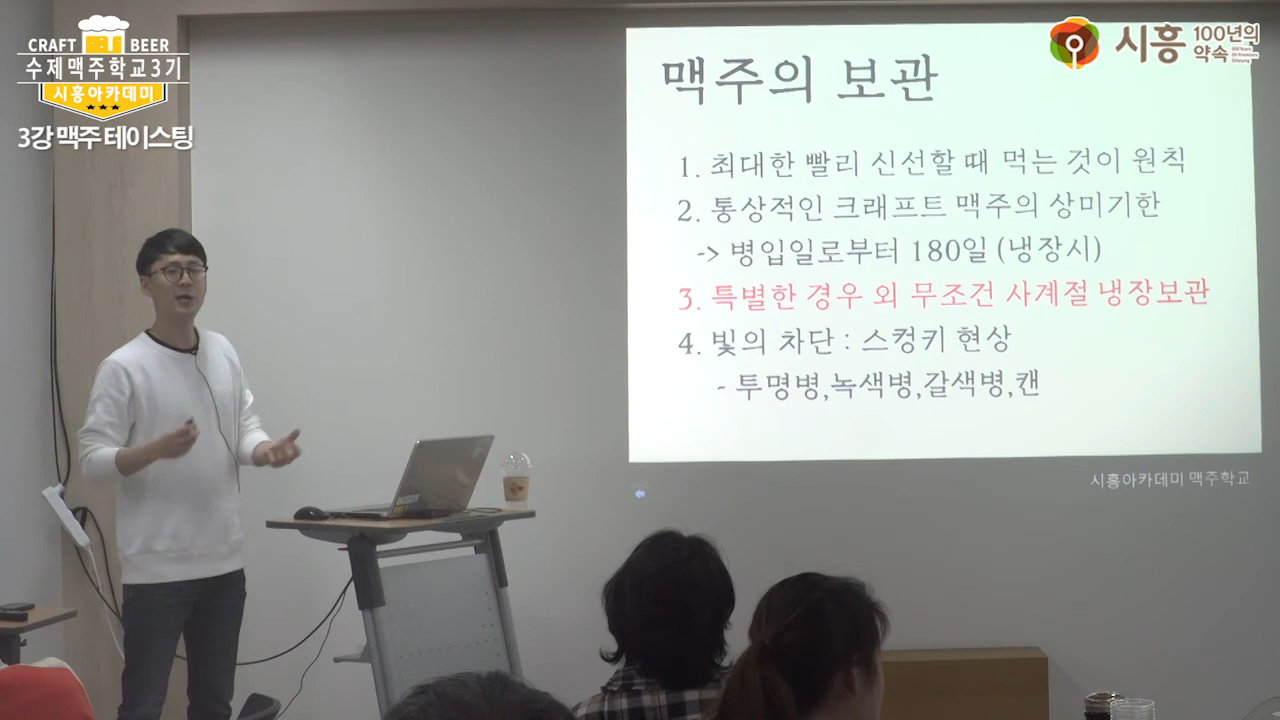 CRAFT BEER
수제맥주학교3기
시흥아카데미
3강 맥주 테이스팅
시흥 100년의
약속
맥주의 보관
1. 최대한 빨리 신선할 때 먹는 것이 원칙
2. 통상적인 크래프트 맥주의 상미기한
-> 병입일로부터 180일 (냉장시)
3. 특별한 경우 외 무조건 사계절 냉장보관
4. 빛의 차단 : 스컹키 현상
- 투명병,녹색병,갈색병,캔
시흥아카데미 맥주학교